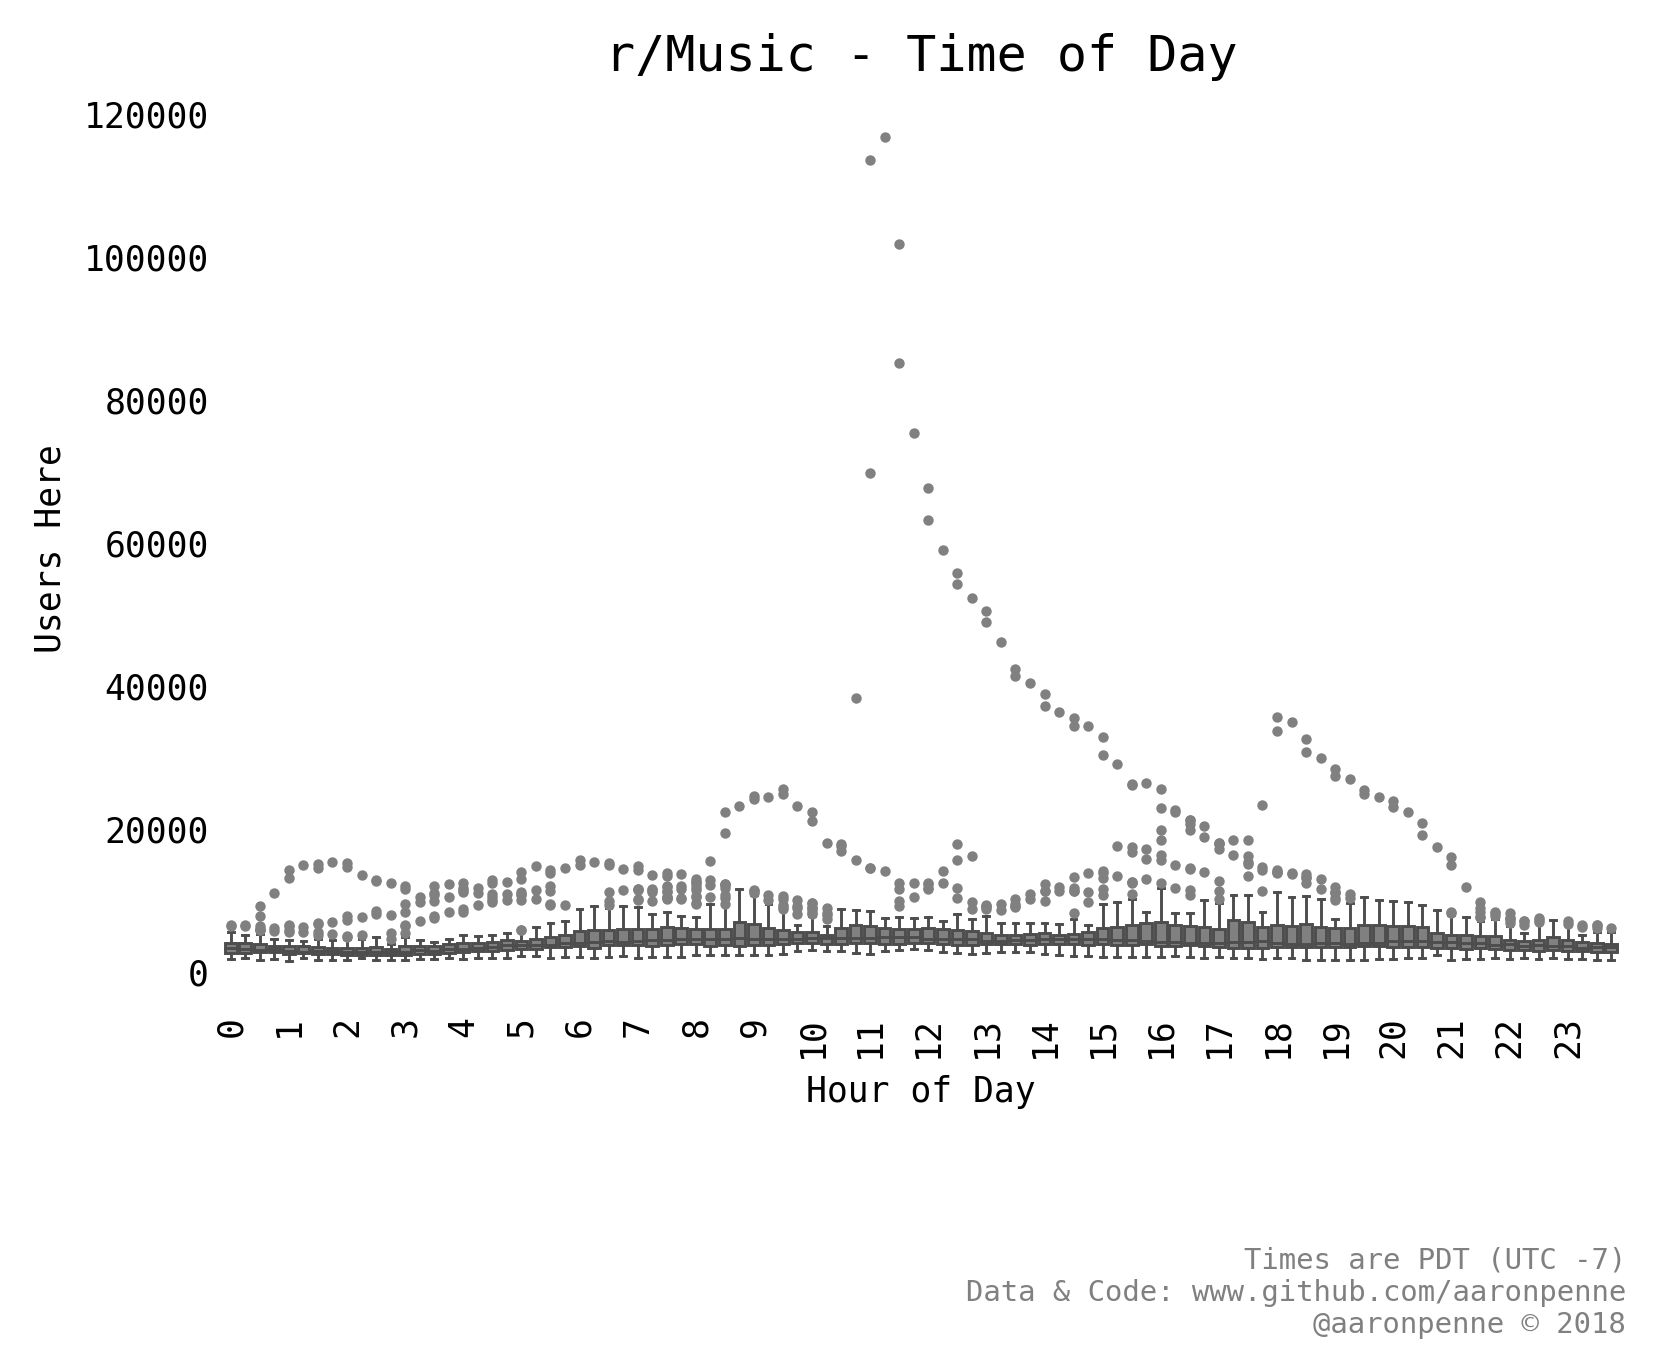 r/Music - Time of Day
120000
100000
80000
60000
40000
20000
0
Users Here
0 1 2 3 4 5 6 7 8 9 10 11 12 13 14 15 16 17 18 19 20 21 22 23
Hour of Day
Times are PDT (UTC -7)
Data & Code: www.github.com/aaronpenne
@aaronpenne © 2018